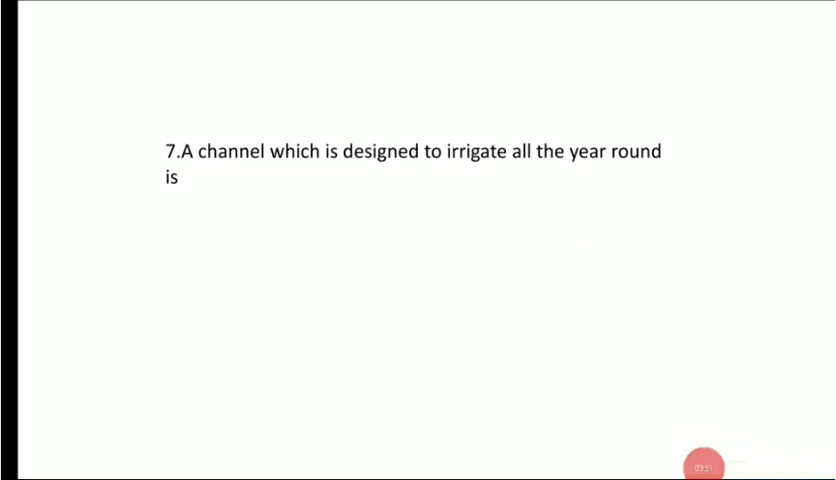 7.A channel which is designed to irrigate all the year round
is